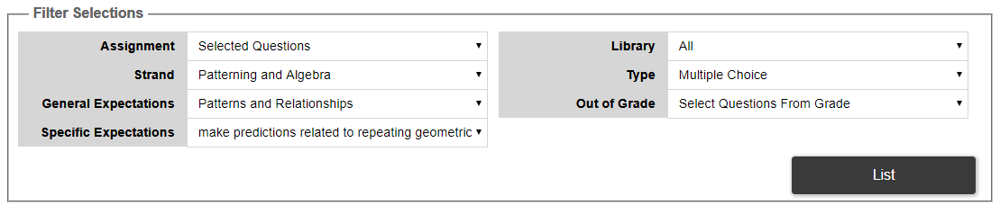 Filter Selections
Assignment Selected Questions
Library All
Strand Patterning and Algebra
Type Multiple Choice
General Expectations Patterns and Relationships
Out of Grade Select Questions From Grade
Specific Expectations make predictions related to repeating geometric
List